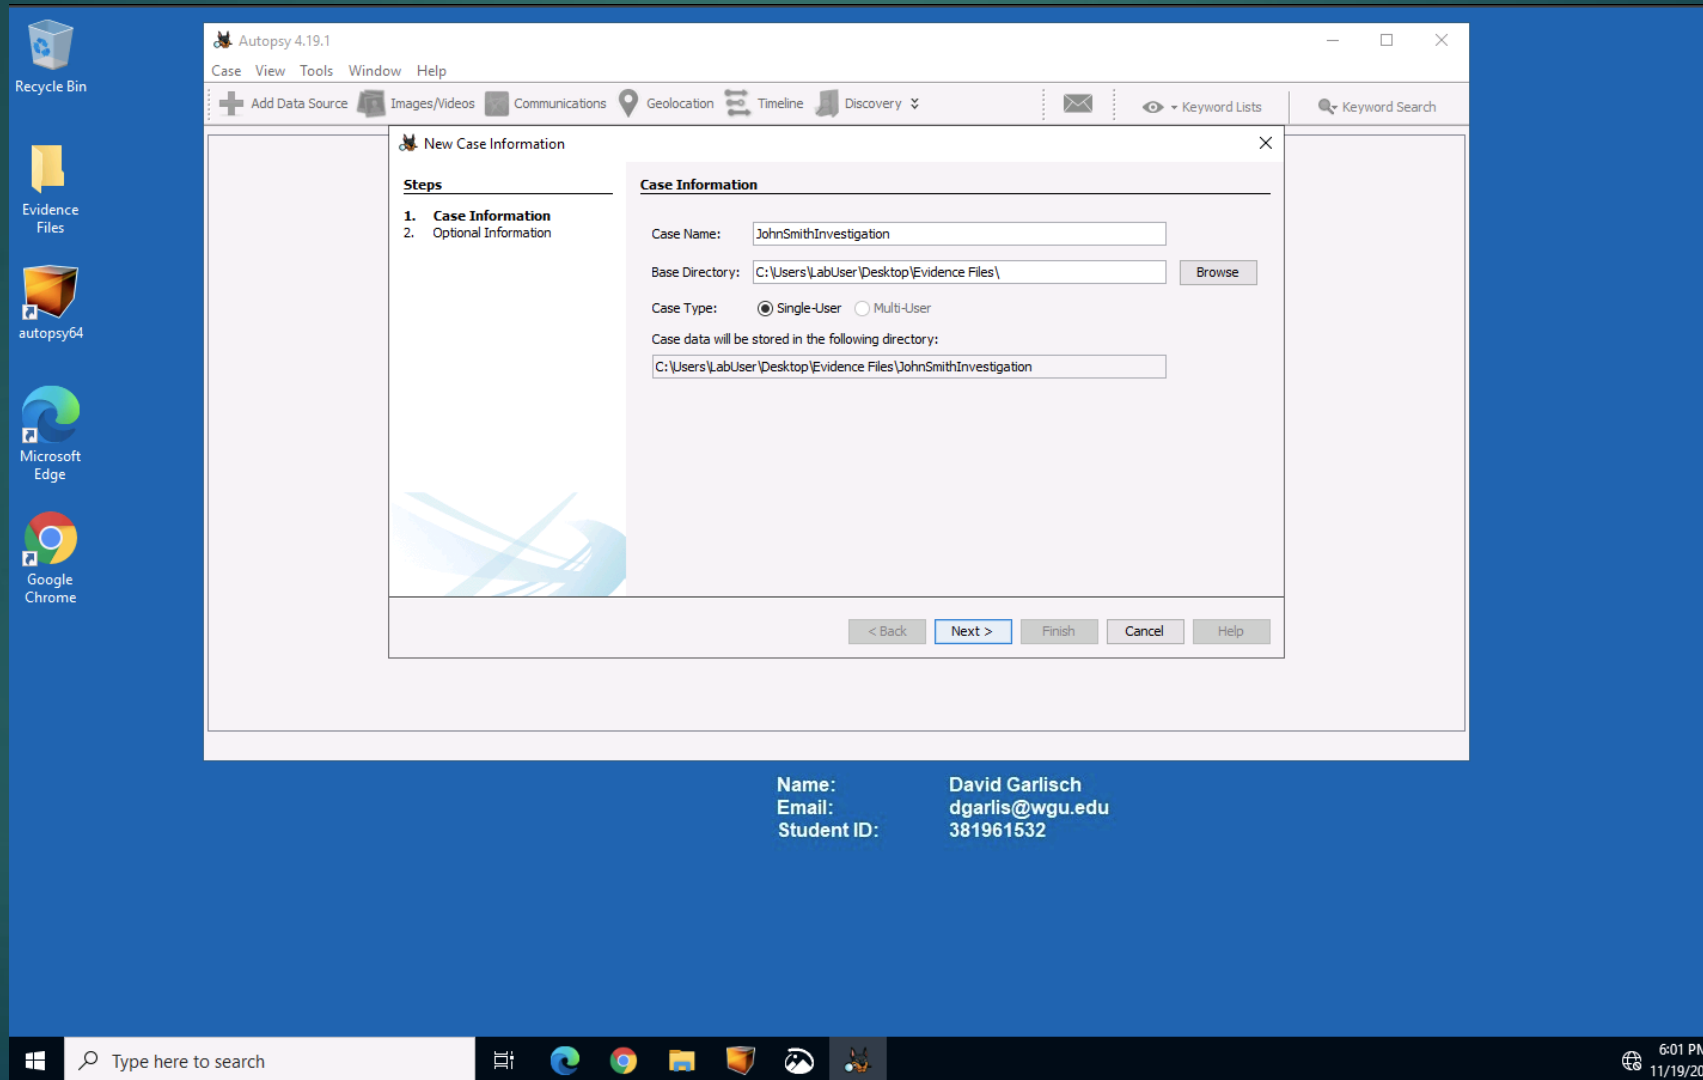 Recycle Bin
Evidence
Files
autopsy64
Microsoft
Edge
Google
Chrome
Autopsy 4.19.1
Case View Tools Window Help
Add Data Source Images/Videos Communications Geolocation Timeline Discovery Keyword Lists Keyword Search
New Case Information
Steps
1. Case Information
2. Optional Information
Case Information
Case Name: JohnSmithInvestigation
Base Directory: C:\Users\LabUser\Desktop\Evidence Files\ Browse
Case Type: Single-User Multi-User
Case data will be stored in the following directory:
C:\Users\LabUser\Desktop\Evidence Files\JohnSmithInvestigation
< Back Next > Finish Cancel Help
Name: David Garlisch
Email: dgarlis@wgu.edu
Student ID: 381961532
Type here to search
6:01 PM
11/19/20